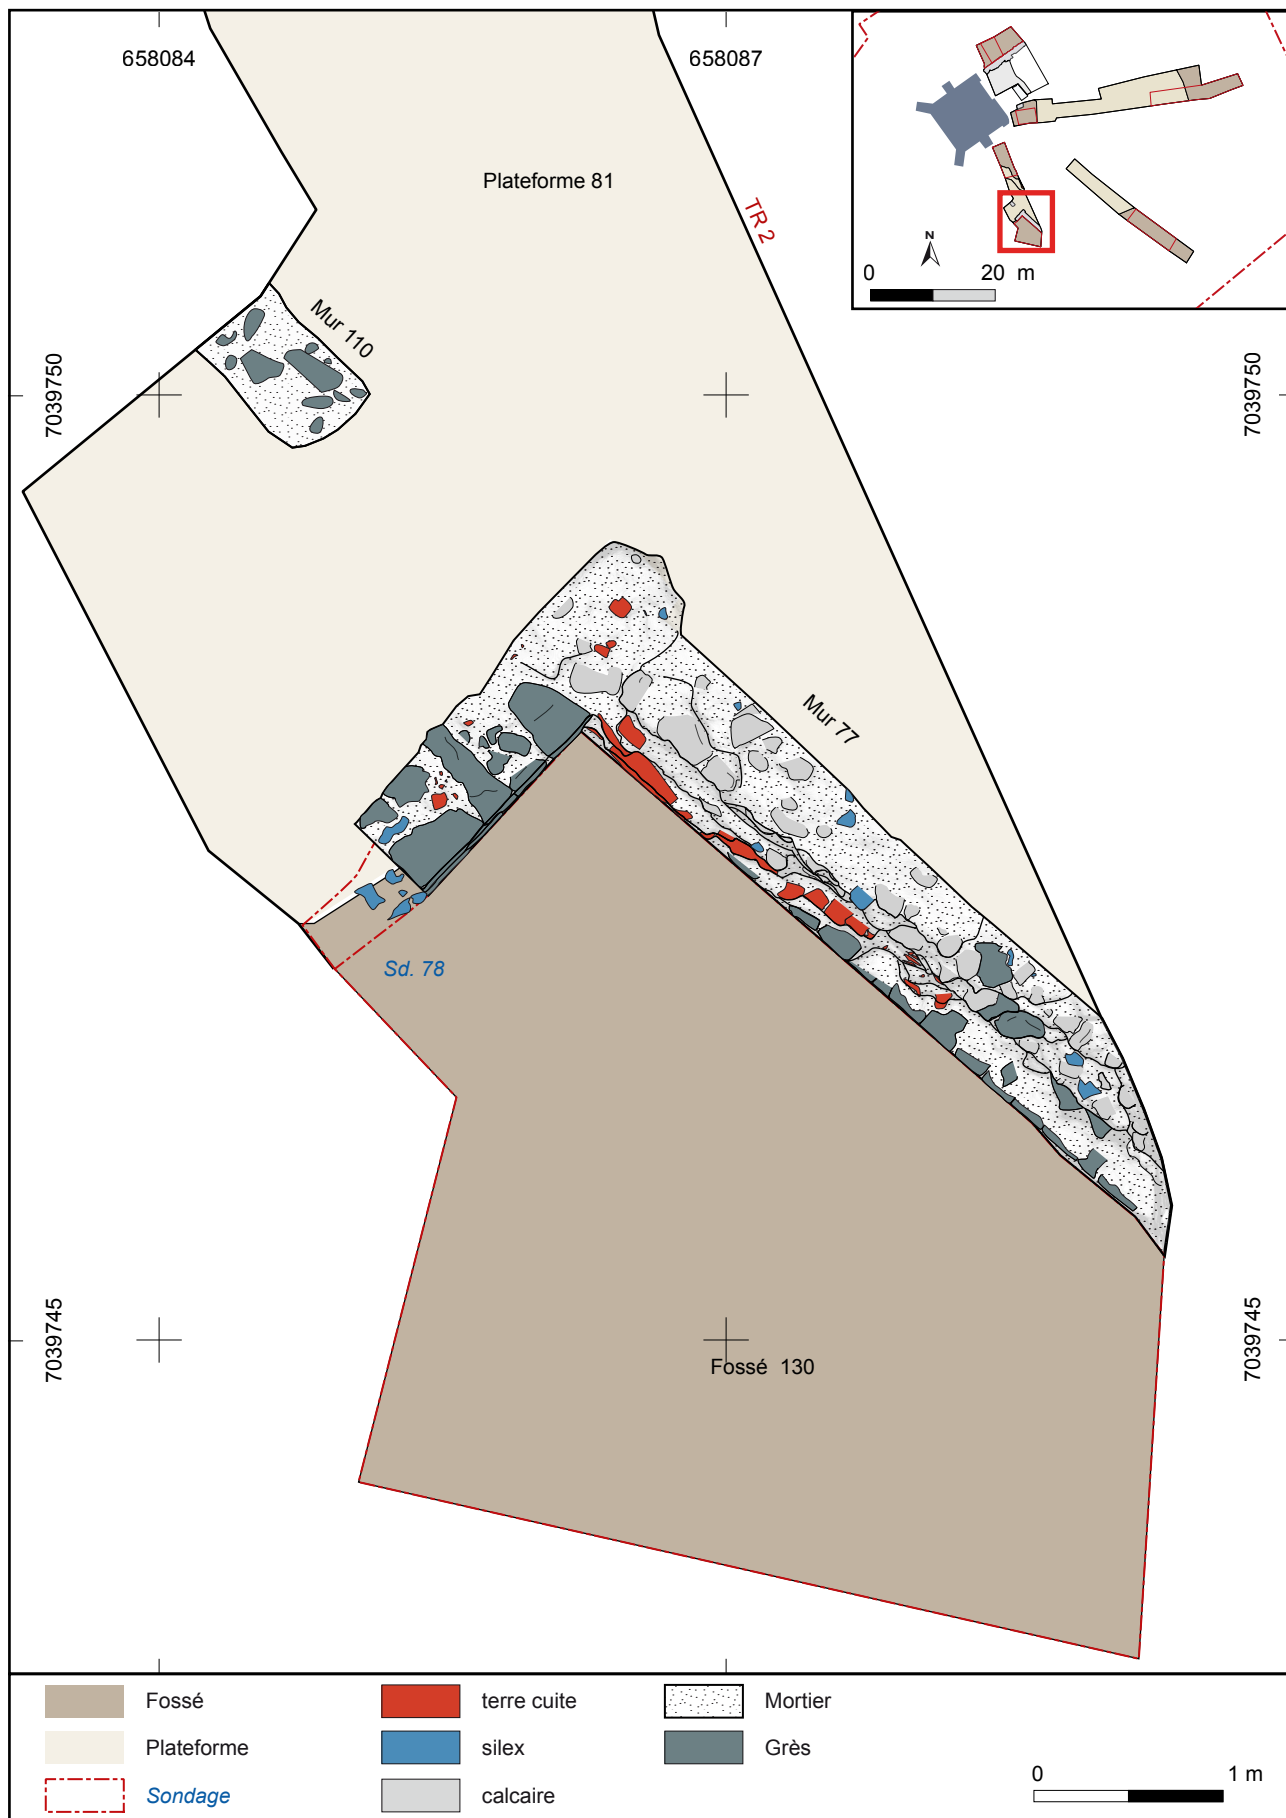 658084
658087
N
0
20 m
Plateforme 81
TR 2
Mur 110
7039750
7039750
Mur 77
Sd. 78
7039745
7039745
Fossé 130
Fossé
terre cuite
Mortier
Plateforme
silex
Grès
Sondage
calcaire
0
1 m